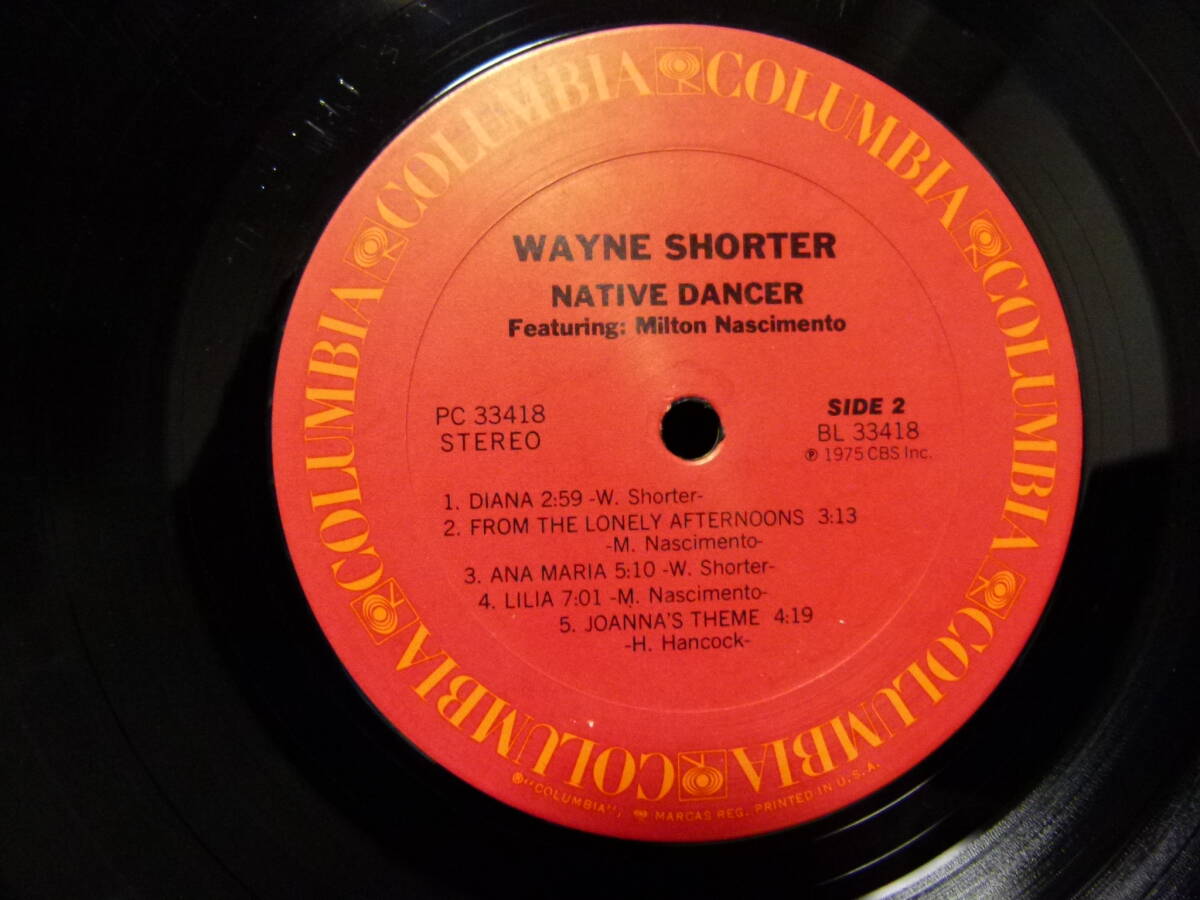 COLUMBIA COLUMBIA COLUMBIA COLUMBIA COLUMBIA COLUMBIA
WAYNE SHORTER
NATIVE DANCER
Featuring: Milton Nascimento
PC 33418
STEREO
SIDE 2
BL 33418
℗ 1975 CBS Inc.
1. DIANA 2:59 -W. Shorter-
2. FROM THE LONELY AFTERNOONS 3:13
-M. Nascimento-
3. ANA MARIA 5:10 -W. Shorter-
4. LILIA 7:01 -M. Nascimento-
5. JOANNA'S THEME 4:19
-H. Hancock-
®"COLUMBIA", MARCAS REG. PRINTED IN U.S.A.